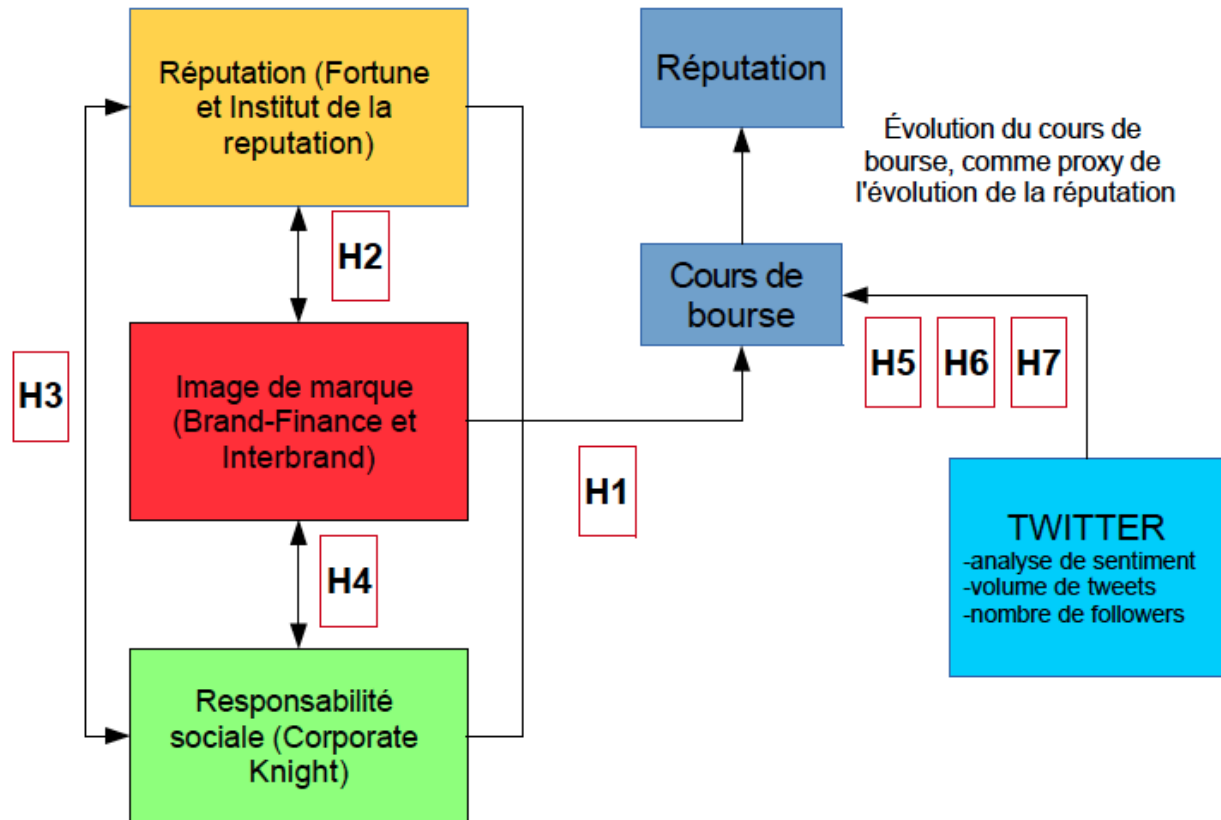 Réputation (Fortune
et Institut de la
reputation)
H2
H3
Image de marque
(Brand-Finance et
Interbrand)
H4
Responsabilité
sociale (Corporate
Knight)
H1
Réputation
Évolution du cours de
bourse, comme proxy de
l'évolution de la réputation
Cours de
bourse
H5 H6 H7
TWITTER
-analyse de sentiment
-volume de tweets
-nombre de followers